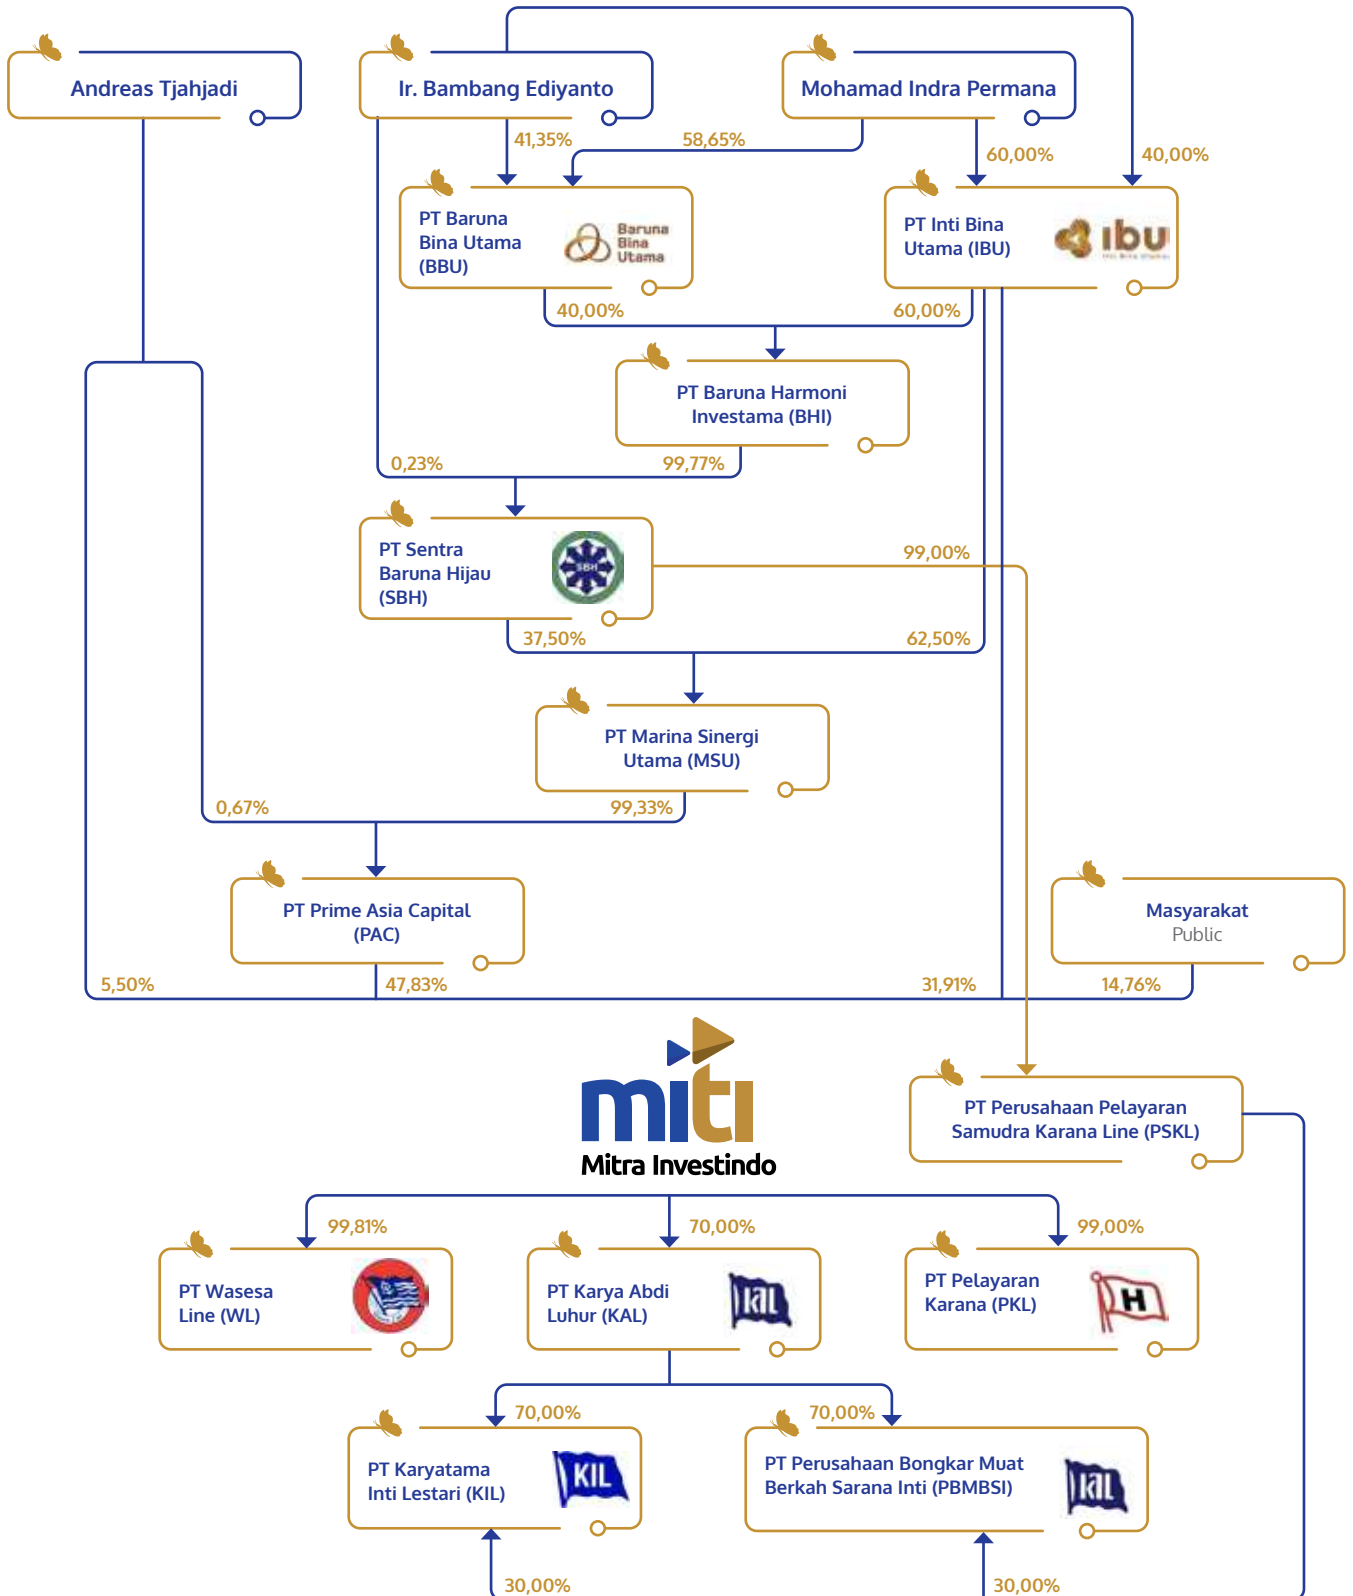 Andreas Tjahjadi
Ir. Bambang Ediyanto
Mohamad Indra Permana
41,35%
58,65%
60,00%
40,00%
PT Baruna
Bina Utama
(BBU)
Baruna
Bina
Utama
PT Inti Bina
Utama (IBU)
ibu
Inti Bina Utama
40,00%
60,00%
PT Baruna Harmoni
Investama (BHI)
0,23%
99,77%
PT Sentra
Baruna Hijau
(SBH)
SBH
99,00%
37,50%
62,50%
PT Marina Sinergi
Utama (MSU)
0,67%
99,33%
PT Prime Asia Capital
(PAC)
Masyarakat
Public
5,50%
47,83%
31,91%
14,76%
miti
Mitra Investindo
PT Perusahaan Pelayaran
Samudra Karana Line (PSKL)
99,81%
70,00%
99,00%
PT Wasesa
Line (WL)
PT Karya Abdi
Luhur (KAL)
kal
PT Pelayaran
Karana (PKL)
H
70,00%
70,00%
PT Karyatama
Inti Lestari (KIL)
KIL
PT Perusahaan Bongkar Muat
Berkah Sarana Inti (PBMBSI)
kal
30,00%
30,00%